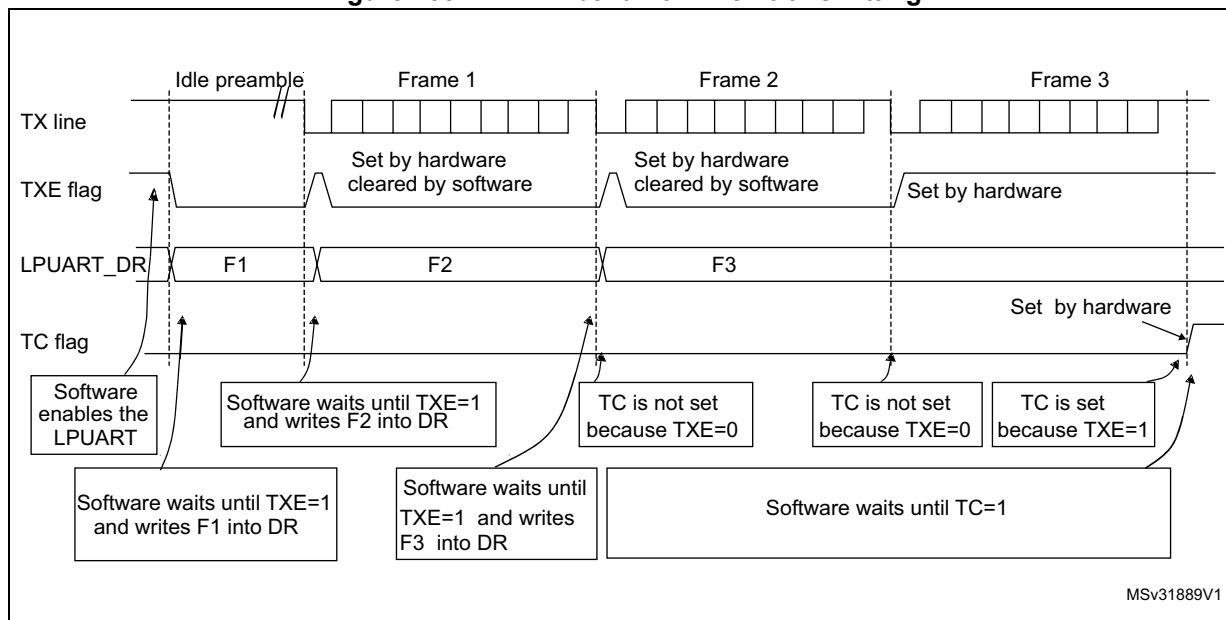 Idle preamble
Frame 1
Frame 2
Frame 3
TX line
Set by hardware
cleared by software
Set by hardware
cleared by software
TXE flag
Set by hardware
LPUART_DR
F1
F2
F3
Set by hardware
TC flag
Software
enables the
LPUART
Software waits until TXE=1
and writes F2 into DR
TC is not set
because TXE=0
TC is not set
because TXE=0
TC is set
because TXE=1
Software waits until TXE=1
and writes F1 into DR
Software waits until
TXE=1 and writes
F3 into DR
Software waits until TC=1
MSv31889V1